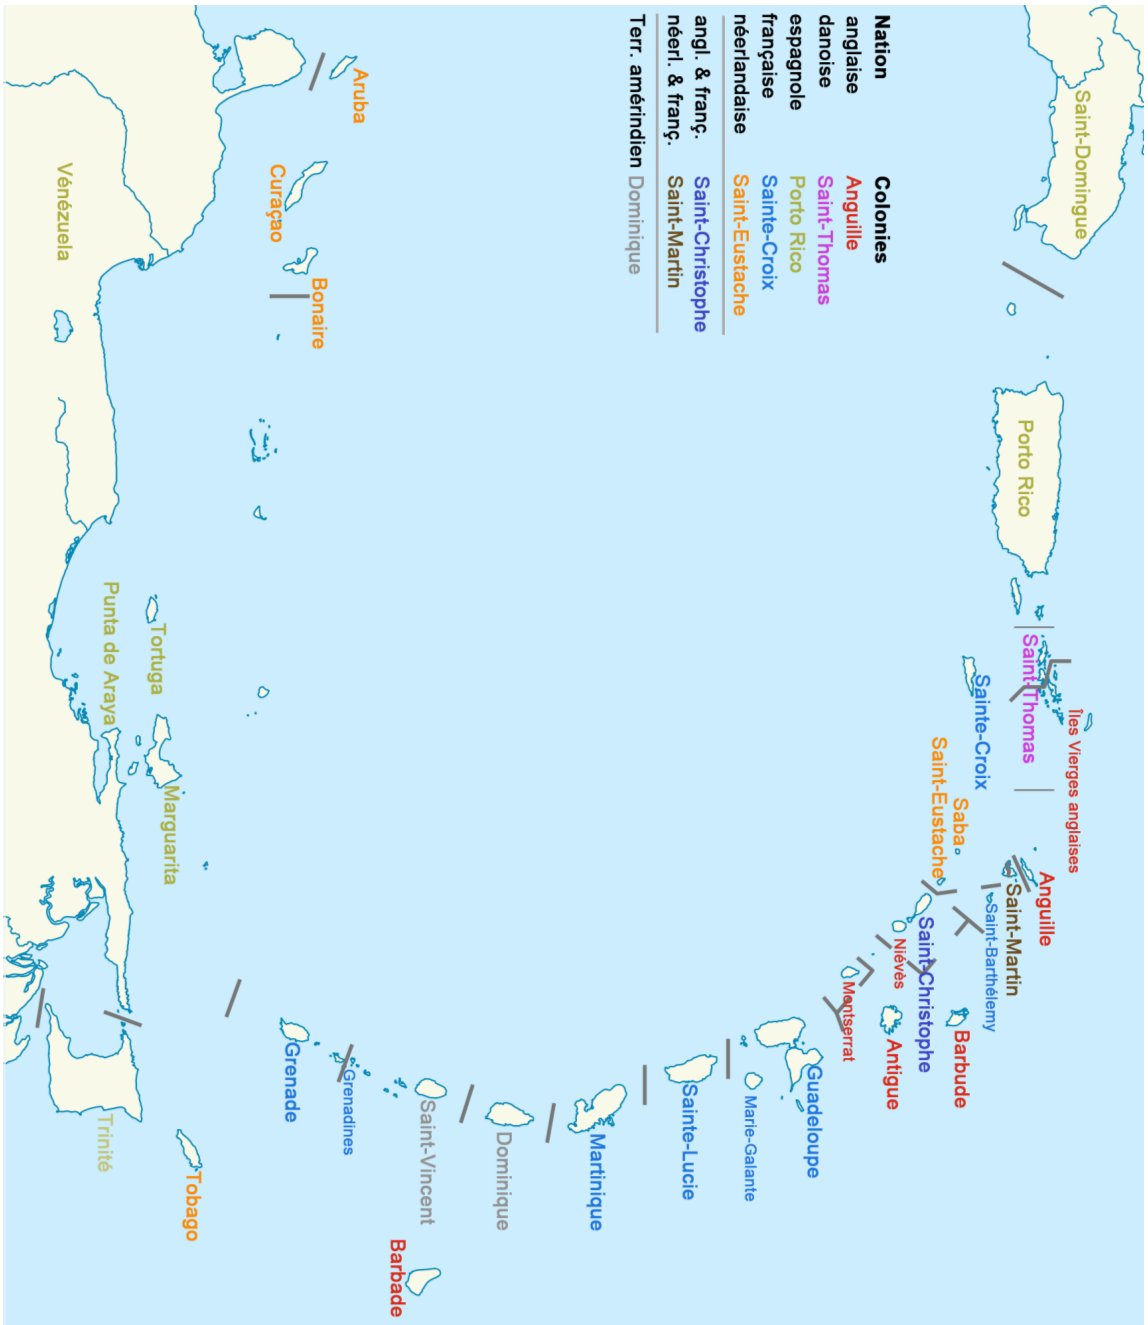 Nation Colonies
anglaise Anguille
danoise Saint-Thomas
espagnole Porto Rico
française Sainte-Croix
néerlandaise Saint-Eustache
angl. & franç. Saint-Christophe
néerl. & franç. Saint-Martin
Terr. amérindien Dominique
Saint-Domingue
Porto Rico
Îles Vierges anglaises
Saint-Thomas
Sainte-Croix
Anguille
Saint-Martin
Saint-Barthélemy
Saba
Saint-Eustache
Barbude
Saint-Christophe
Niévès
Antigue
Montserrat
Guadeloupe
Marie-Galante
Sainte-Lucie
Martinique
Dominique
Saint-Vincent
Barbade
Grenadines
Grenade
Aruba
Curaçao
Bonaire
Tortuga
Marguarita
Punta de Araya
Vénézuela
Tobago
Trinité